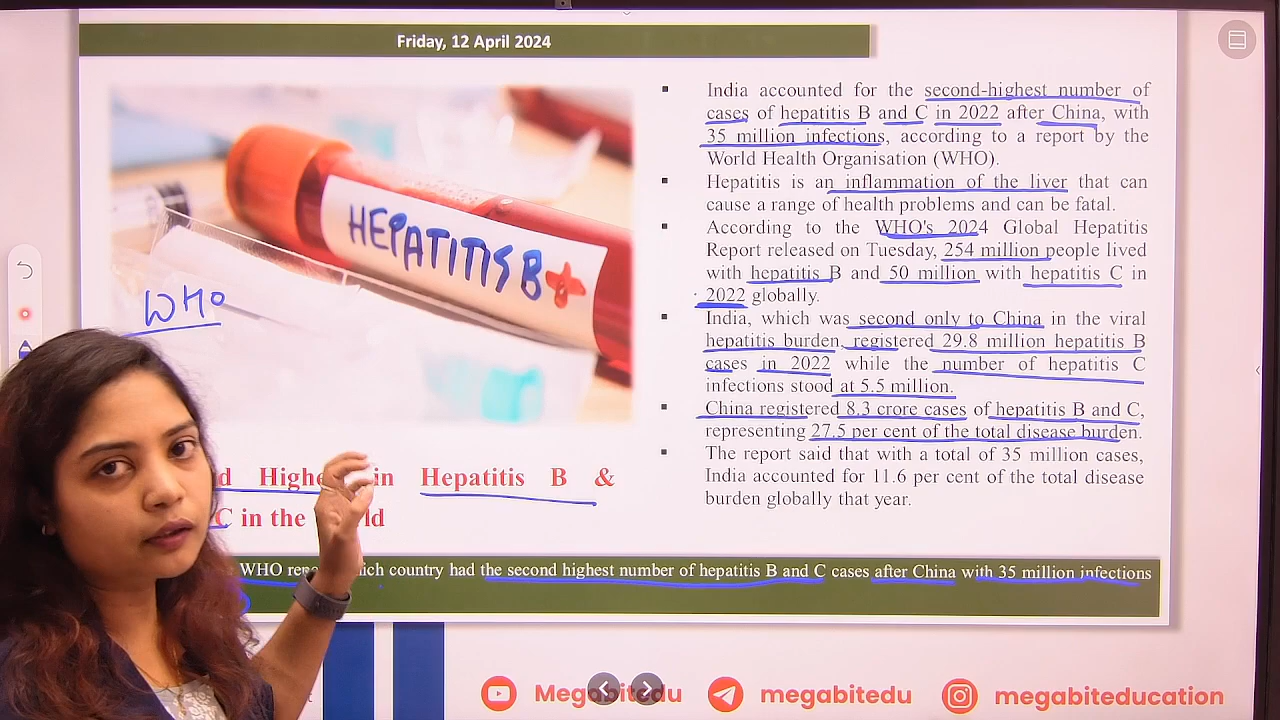 Friday, 12 April 2024
HEPATITIS B+
WHO
Highe in Hepatitis B &
C in the ld
India accounted for the second-highest number of
cases of hepatitis B and C in 2022 after China, with
35 million infections, according to a report by the
World Health Organisation (WHO).
Hepatitis is an inflammation of the liver that can
cause a range of health problems and can be fatal.
According to the WHO's 2024 Global Hepatitis
Report released on Tuesday, 254 million people lived
with hepatitis B and 50 million with hepatitis C in
2022 globally.
India, which was second only to China in the viral
hepatitis burden, registered 29.8 million hepatitis B
cases in 2022 while the number of hepatitis C
infections stood at 5.5 million.
China registered 8.3 crore cases of hepatitis B and C,
representing 27.5 per cent of the total disease burden.
The report said that with a total of 35 million cases,
India accounted for 11.6 per cent of the total disease
burden globally that year.
WHO country had the second highest number of hepatitis B and C cases after China with 35 million infections
megabitedu
megabiteducation